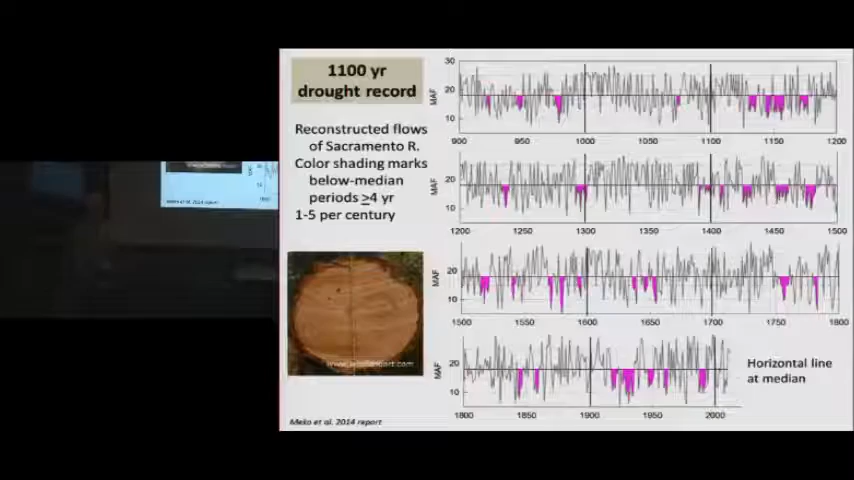 1100 yr
drought record
Reconstructed flows
of Sacramento R.
Color shading marks
below-median
periods ≥4 yr
1-5 per century
Meko et al. 2014 report
30
20
10
MAF
900 950 1000 1050 1100 1150 1200
20
10
MAF
1200 1250 1300 1350 1400 1450 1500
20
10
MAF
1500 1550 1600 1650 1700 1750 1800
20
10
MAF
1800 1850 1900 1950 2000
Horizontal line
at median